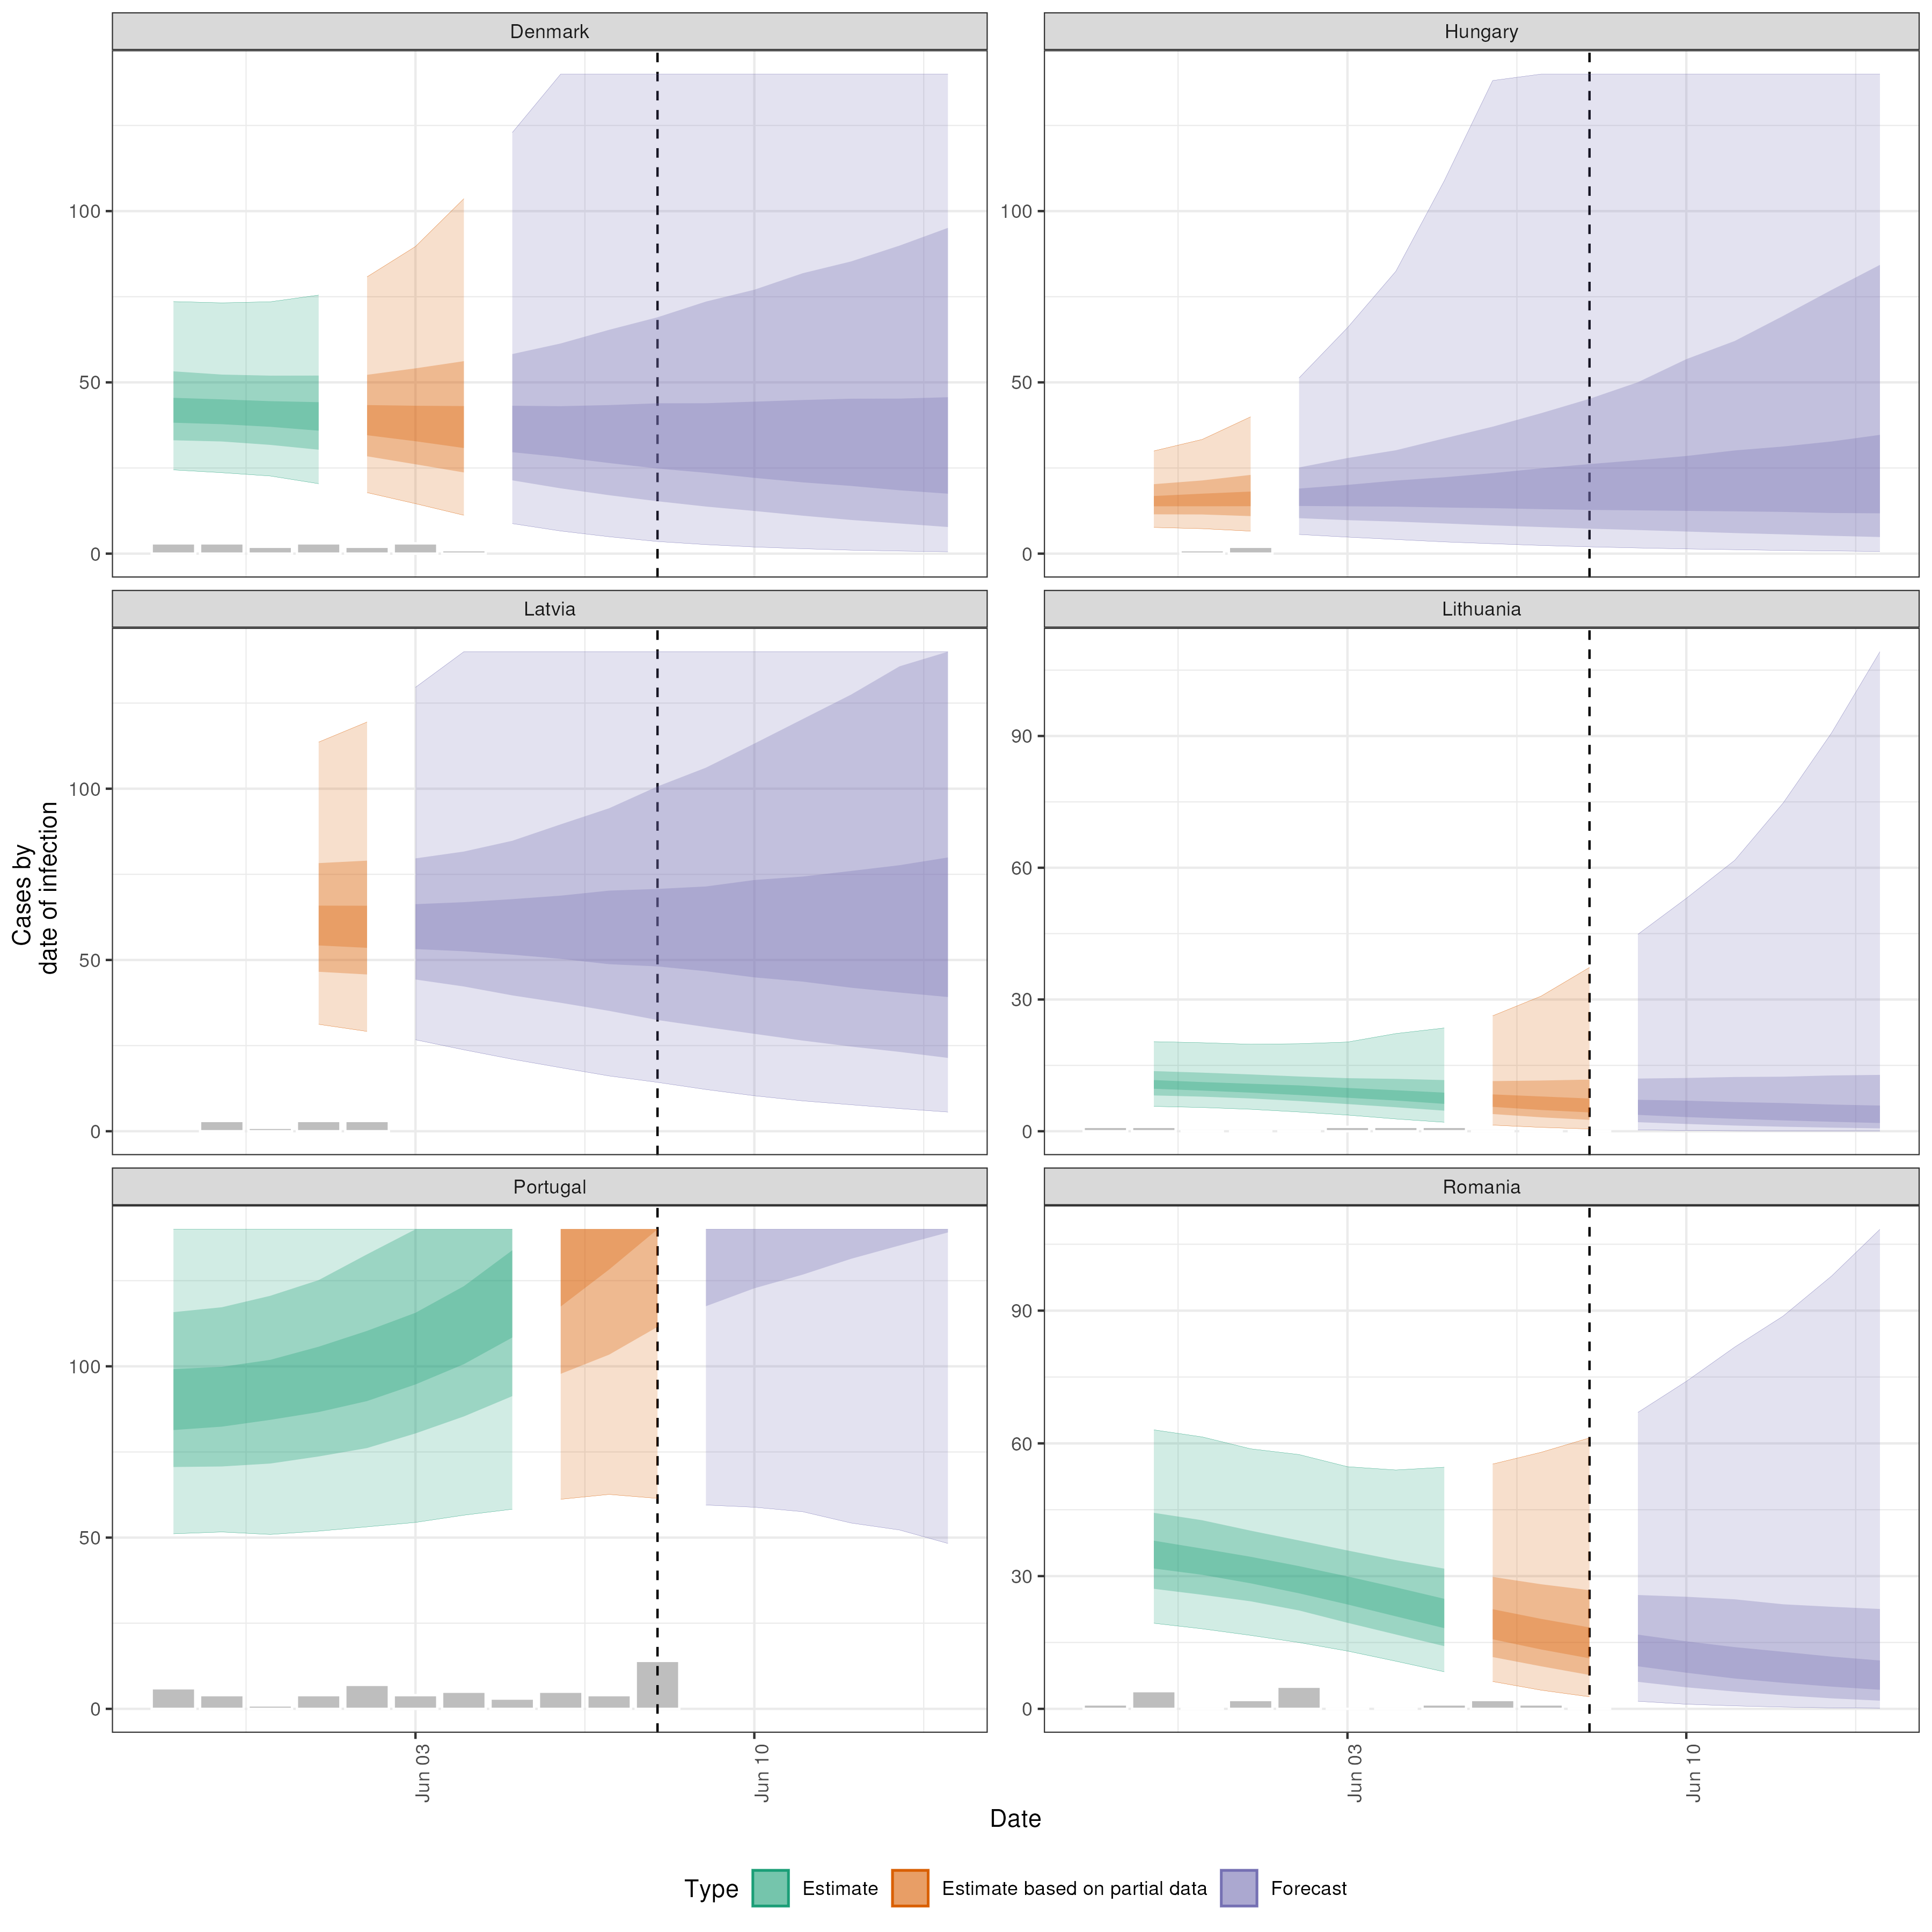 Denmark
Hungary
100
50
0
100
50
0
Latvia
Lithuania
100
50
0
90
60
30
0
Cases by
date of infection
Portugal
Romania
100
50
0
90
60
30
0
Jun 03
Jun 10
Jun 03
Jun 10
Date
Type
Estimate
Estimate based on partial data
Forecast